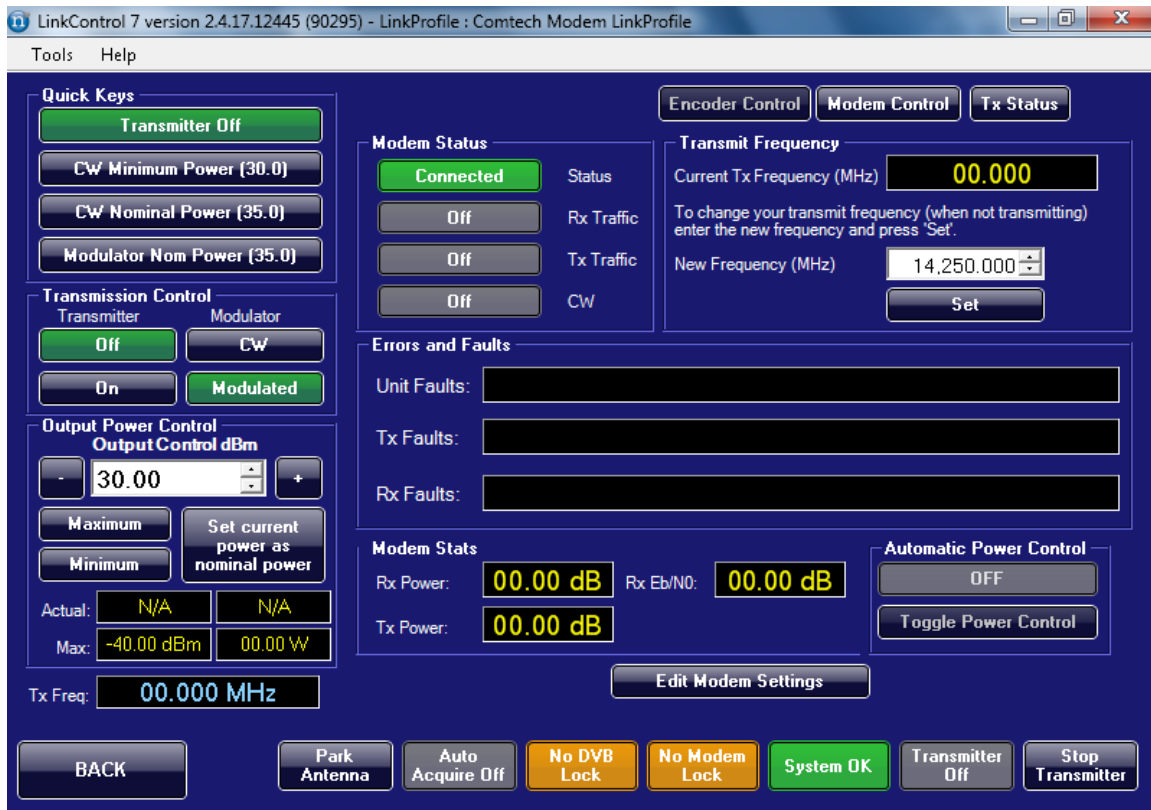 LinkControl 7 version 2.4.17.12445 (90295) - LinkProfile : Comtech Modem LinkProfile
Tools Help
Quick Keys
Transmitter Off
CW Minimum Power (30.0)
CW Nominal Power (35.0)
Modulator Nom Power (35.0)
Transmission Control
Transmitter Modulator
Off CW
On Modulated
Output Power Control
Output Control dBm
- 30.00 +
Maximum
Minimum
Set current
power as
nominal power
Actual: N/A N/A
Max: -40.00 dBm 00.00 W
Tx Freq: 00.000 MHz
Encoder Control Modem Control Tx Status
Modem Status
Connected Status
Off Rx Traffic
Off Tx Traffic
Off CW
Transmit Frequency
Current Tx Frequency (MHz) 00.000
To change your transmit frequency (when not transmitting)
enter the new frequency and press 'Set'.
New Frequency (MHz) 14,250.000
Set
Errors and Faults
Unit Faults:
Tx Faults:
Rx Faults:
Modem Stats
Rx Power: 00.00 dB Rx Eb/N0: 00.00 dB
Tx Power: 00.00 dB
Automatic Power Control
OFF
Toggle Power Control
Edit Modem Settings
BACK
Park
Antenna
Auto
Acquire Off
No DVB
Lock
No Modem
Lock
System OK
Transmitter
Off
Stop
Transmitter